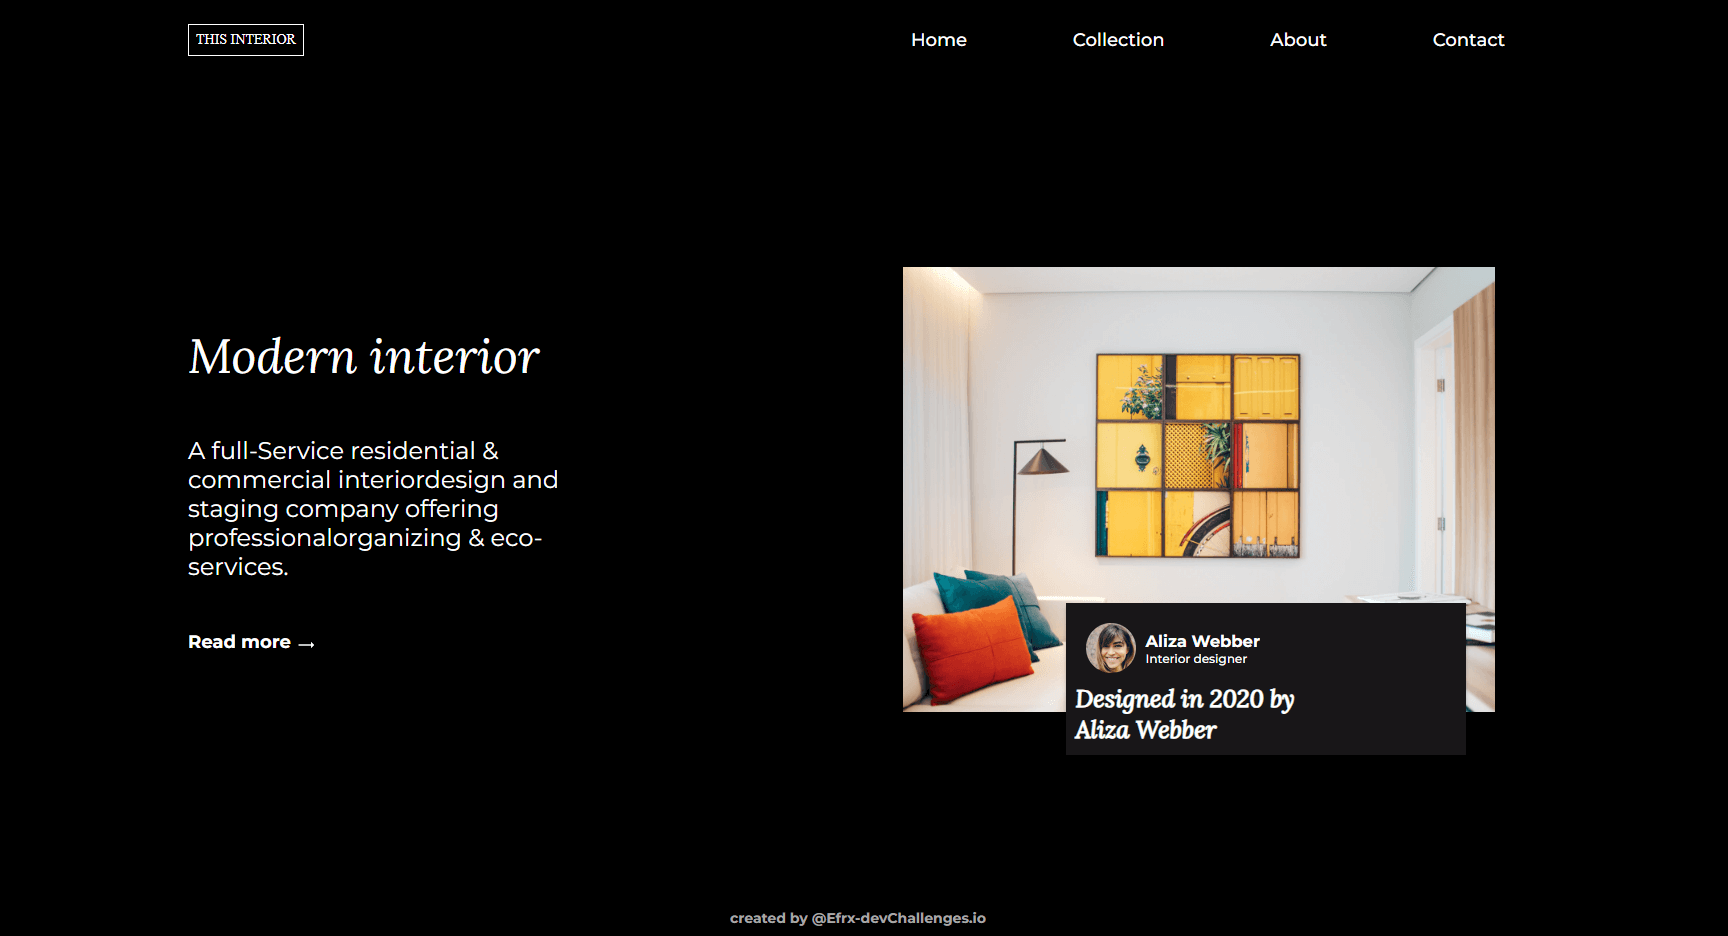 THIS INTERIOR
Home
Collection
About
Contact
Modern interior
A full-Service residential &
commercial interiordesign and
staging company offering
professionalorganizing & eco-
services.
Read more →
Aliza Webber
Interior designer
Designed in 2020 by
Aliza Webber
created by @Efrx-devChallenges.io